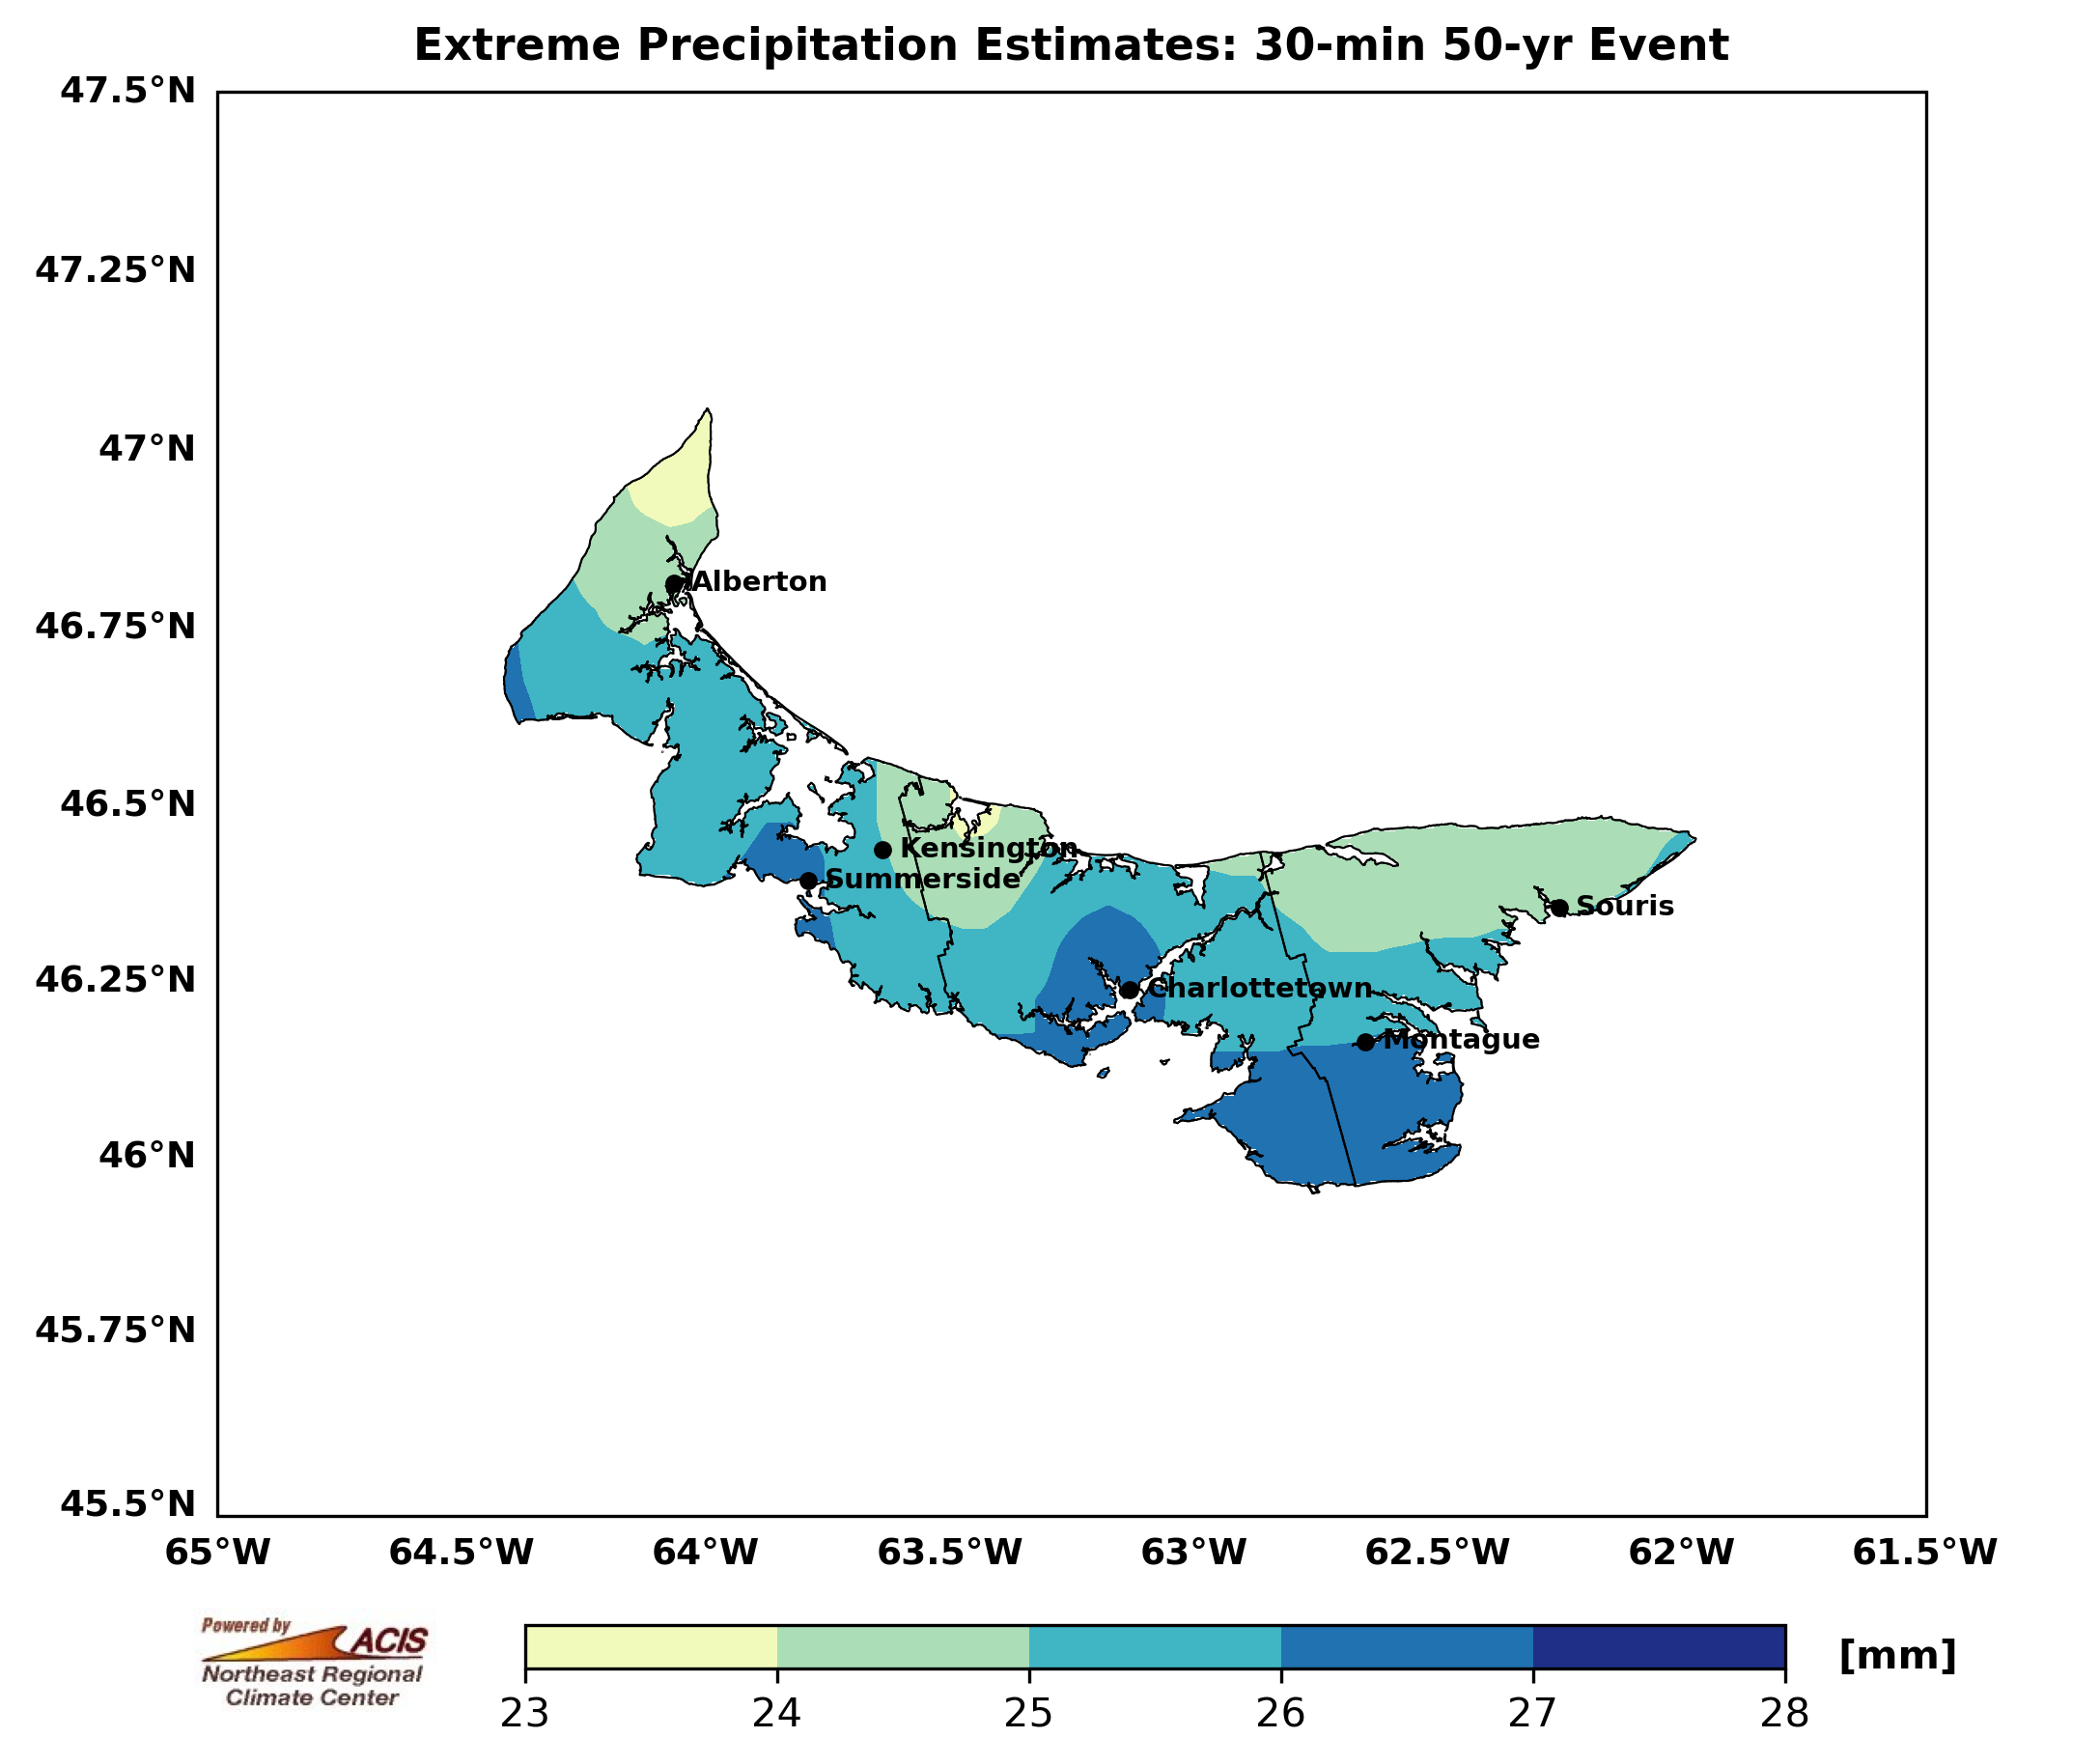 Extreme Precipitation Estimates: 30-min 50-yr Event
47.5°N
47.25°N
47°N
46.75°N
46.5°N
46.25°N
46°N
45.75°N
45.5°N
Alberton
Kensington
Summerside
Souris
Charlottetown
Montague
65°W 64.5°W 64°W 63.5°W 63°W 62.5°W 62°W 61.5°W
Powered by
ACIS
Northeast Regional
Climate Center
[mm]
23 24 25 26 27 28